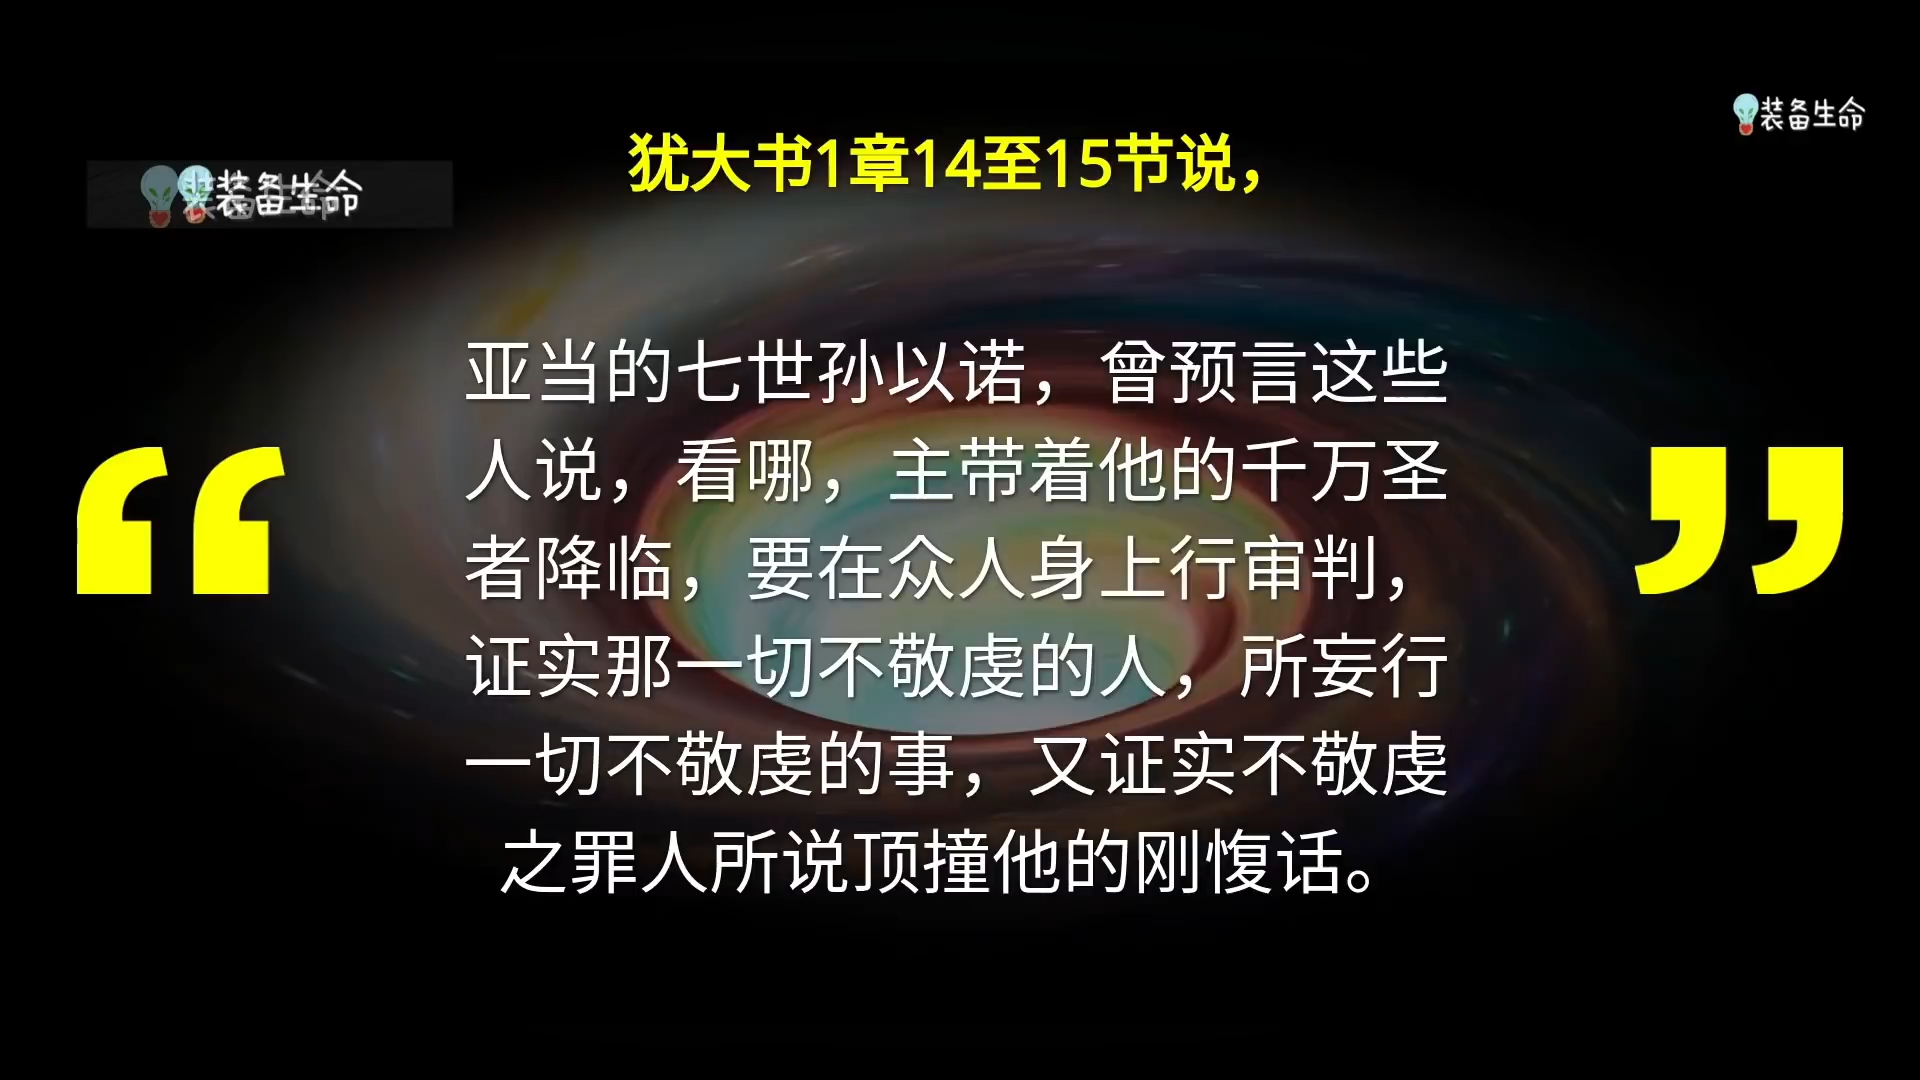 装备生命
犹大书1章14至15节说，
装备生命
“
亚当的七世孙以诺，曾预言这些
人说，看哪，主带着他的千万圣
者降临，要在众人身上行审判，
证实那一切不敬虔的人，所妄行
一切不敬虔的事，又证实不敬虔
之罪人所说顶撞他的刚愎话。
”